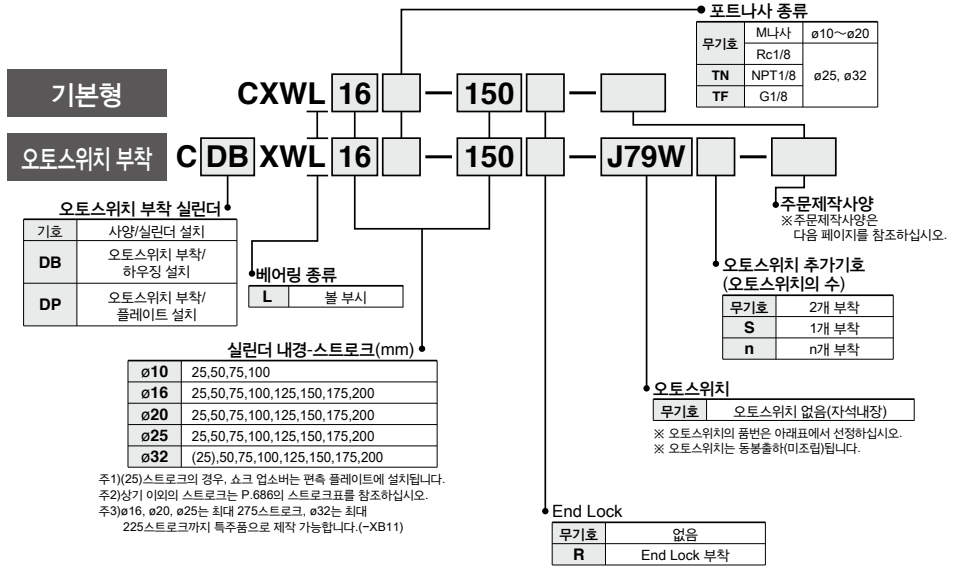 포트나사 종류
무기호 M나사 ø10～ø20
Rc1/8 ø25, ø32
TN NPT1/8
TF G1/8
기본형 CXWL 16 — 150 —
오토스위치 부착 C DB XWL 16 — 150 — J79W —
오토스위치 부착 실린더
기호 사양/실린더 설치
DB 오토스위치 부착/
하우징 설치
DP 오토스위치 부착/
플레이트 설치
베어링 종류
L 볼 부시
실린더 내경-스트로크(mm)
ø10 25,50,75,100
ø16 25,50,75,100,125,150,175,200
ø20 25,50,75,100,125,150,175,200
ø25 25,50,75,100,125,150,175,200
ø32 (25),50,75,100,125,150,175,200
주1)(25)스트로크의 경우, 쇼크 업소버는 편측 플레이트에 설치됩니다.
주2)상기 이외의 스트로크는 P.686의 스트로크표를 참조하십시오.
주3)ø16, ø20, ø25는 최대 275스트로크, ø32는 최대
225스트로크까지 특주품으로 제작 가능합니다.(−XB11)
주문제작사양
※주문제작사양은
다음 페이지를 참조하십시오.
오토스위치 추가기호
(오토스위치의 수)
무기호 2개 부착
S 1개 부착
n n개 부착
오토스위치
무기호 오토스위치 없음(자석내장)
※ 오토스위치의 품번은 아래표에서 선정하십시오.
※ 오토스위치는 동봉출하(미조립)됩니다.
End Lock
무기호 없음
R End Lock 부착